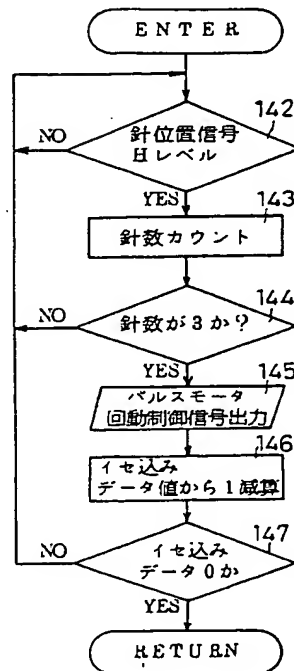 ENTER
142
針位置信号
Hレベル
NO
YES
143
針数カウント
144
針数が3か?
NO
YES
145
パルスモータ
回動制御信号出力
146
イセ込み
データ値から1減算
147
イセ込み
データ0か
NO
YES
RETURN